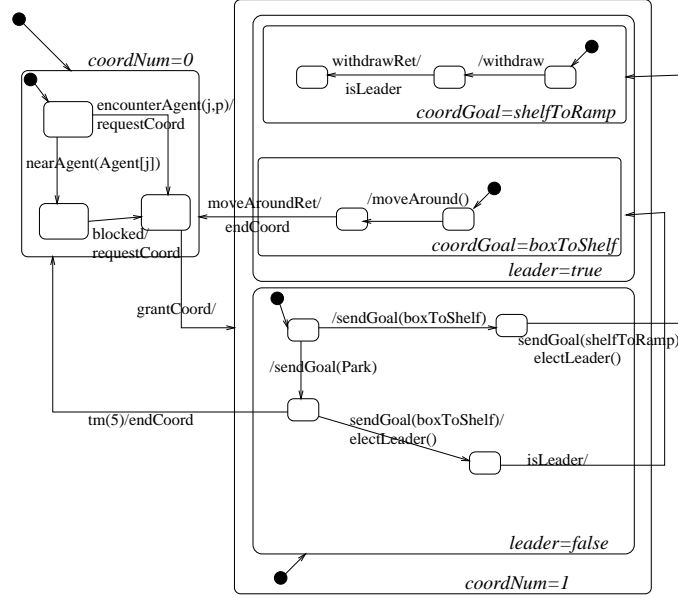 coordNum=0
encounterAgent(j,p)/
requestCoord
nearAgent(Agent[j])
blocked/
requestCoord
grantCoord/
withdrawRet/
isLeader
/withdraw
coordGoal=shelfToRamp
moveAroundRet/
endCoord
/moveAround()
coordGoal=boxToShelf
leader=true
/sendGoal(boxToShelf)
sendGoal(shelfToRamp)
electLeader()
/sendGoal(Park)
tm(5)/endCoord
sendGoal(boxToShelf)/
electLeader()
isLeader/
leader=false
coordNum=1